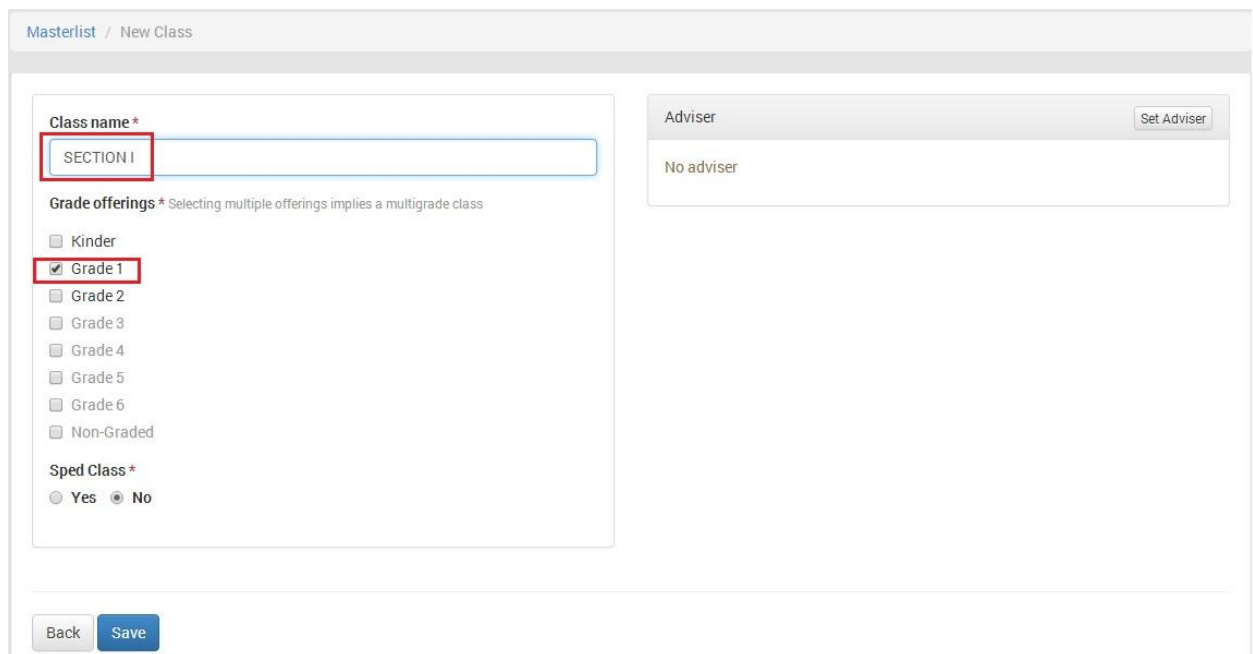 Masterlist / New Class
Class name *
SECTION I
Grade offerings * Selecting multiple offerings implies a multigrade class
Kinder
Grade 1
Grade 2
Grade 3
Grade 4
Grade 5
Grade 6
Non-Graded
Sped Class *
Yes No
Adviser Set Adviser
No adviser
Back Save